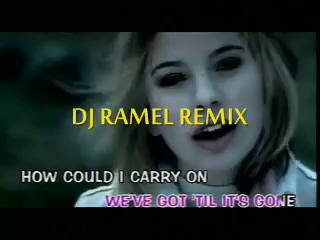 DJ RAMEL REMIX
HOW COULD I CARRY ON
WE'VE GOT 'TIL IT'S GONE